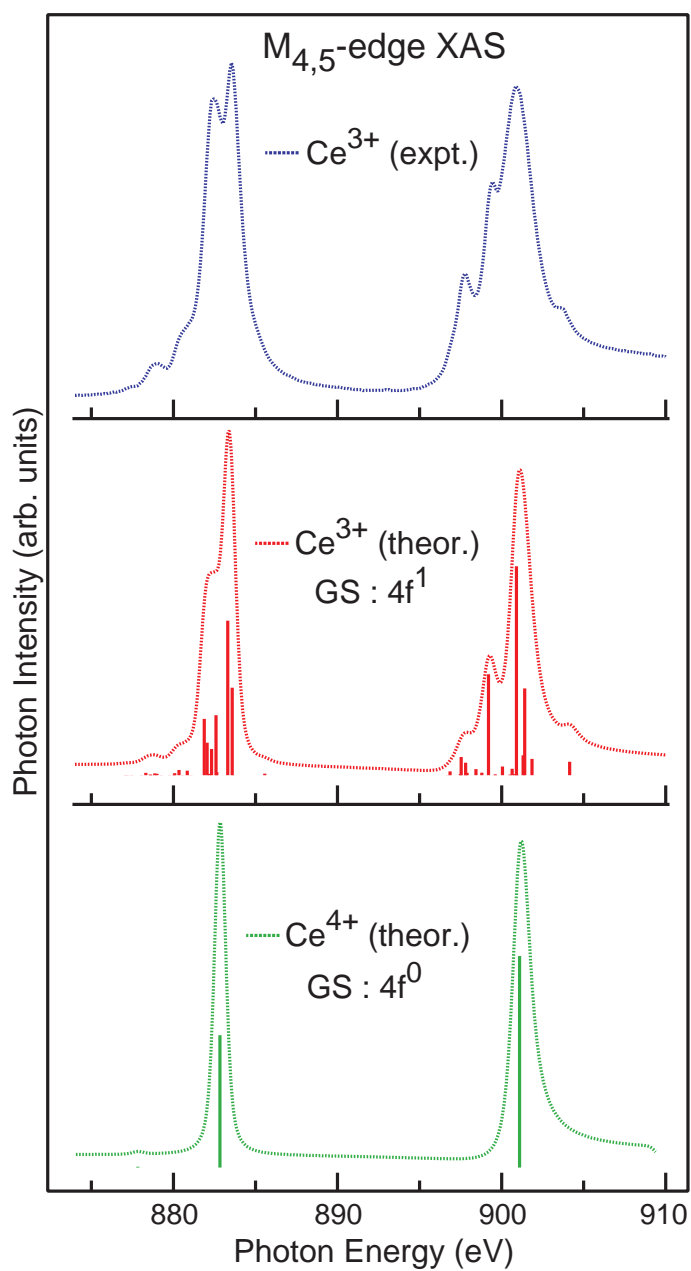 M4,5-edge XAS
Ce3+ (expt.)
Ce3+ (theor.)
GS : 4f1
Ce4+ (theor.)
GS : 4f0
Photon Intensity (arb. units)
880 890 900 910
Photon Energy (eV)